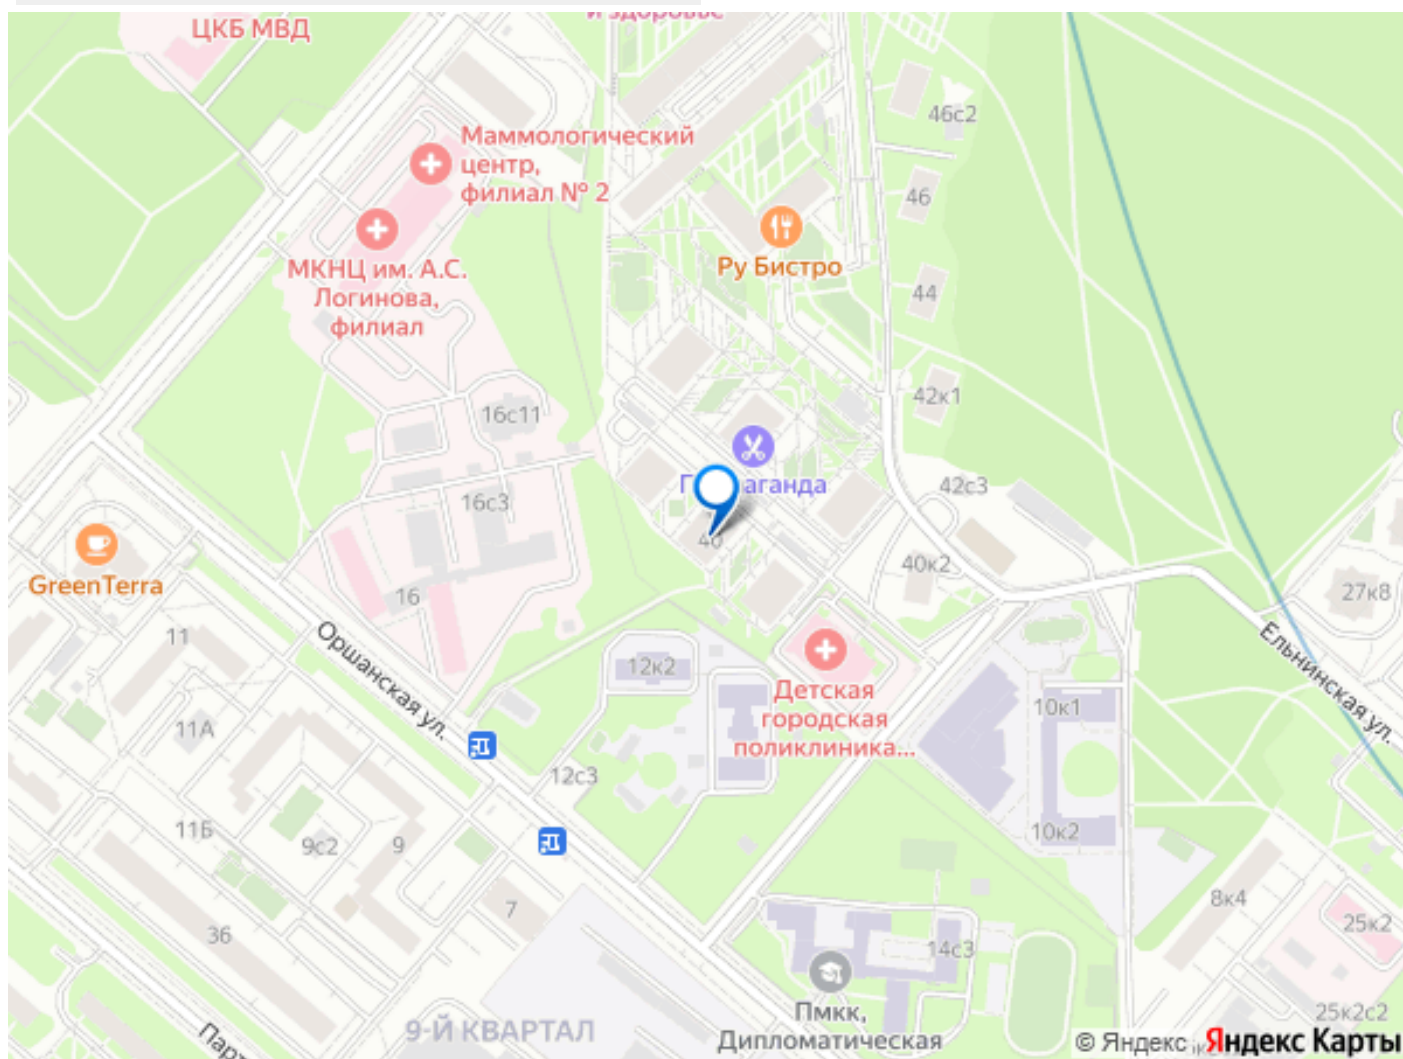 ЦКБ МВД
и здоровье
46с2
Маммологический
центр,
филиал № 2
46
МКНЦ им. А.С.
Логинова,
филиал
Ру Бистро
44
42к1
16с11
42с3
16с3
40
40к2
GreenTerra
16
27к8
11
Оршанская ул.
Ельнинская ул.
12к2
Детская
городская
поликлиника...
10к1
11А
12с3
11Б
9с2
9
10к2
7
8к4
36
25к2
14с3
Пмкк,
Дипломатическая
9-Й КВАРТАЛ
25к2с2
© Яндекс
Яндекс Карты